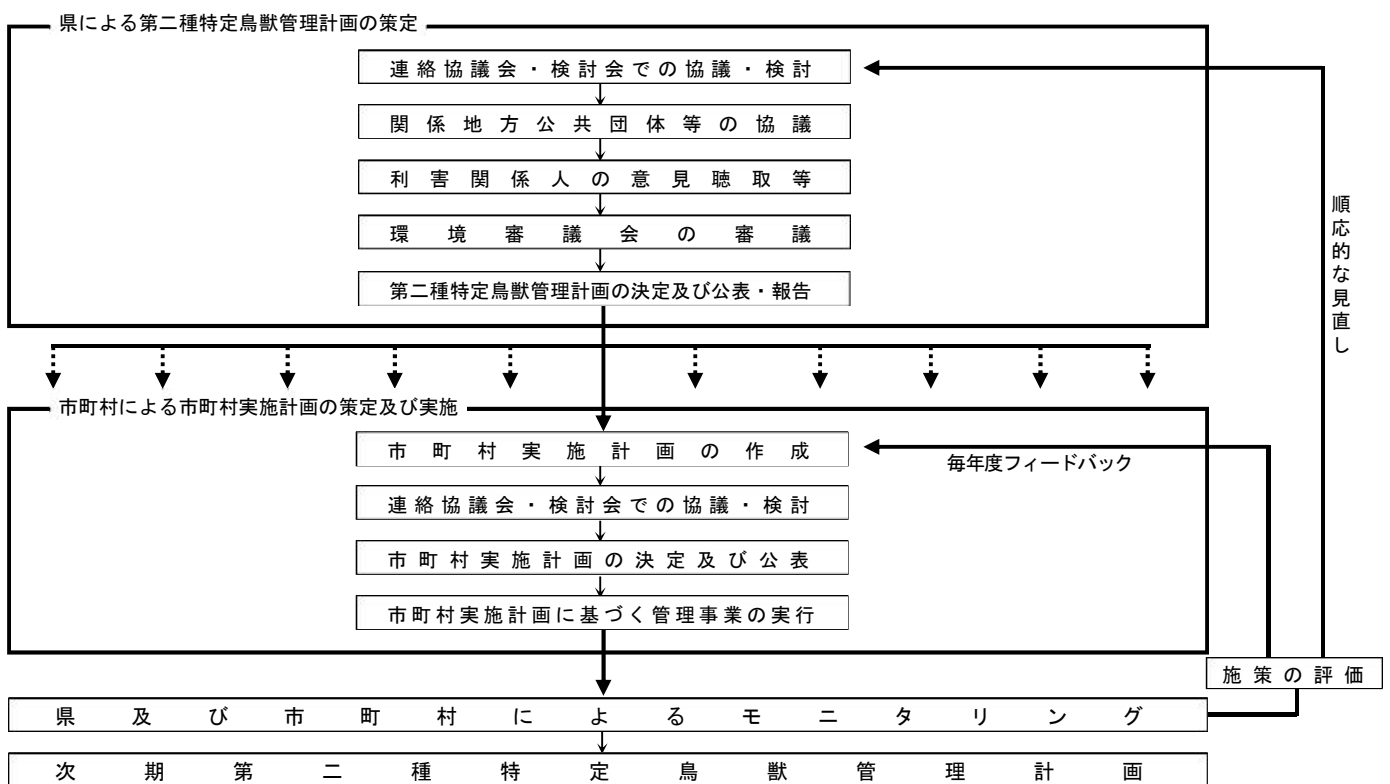 県による第二種特定鳥獣管理計画の策定
連絡協議会・検討会での協議・検討
関係地方公共団体等の協議
利害関係人の意見聴取等
環境審議会の審議
第二種特定鳥獣管理計画の決定及び公表・報告
順応的な見直し
市町村による市町村実施計画の策定及び実施
市町村実施計画の作成
毎年度フィードバック
連絡協議会・検討会での協議・検討
市町村実施計画の決定及び公表
市町村実施計画に基づく管理事業の実行
施策の評価
県及び市町村によるモニタリング
次期第二種特定鳥獣管理計画